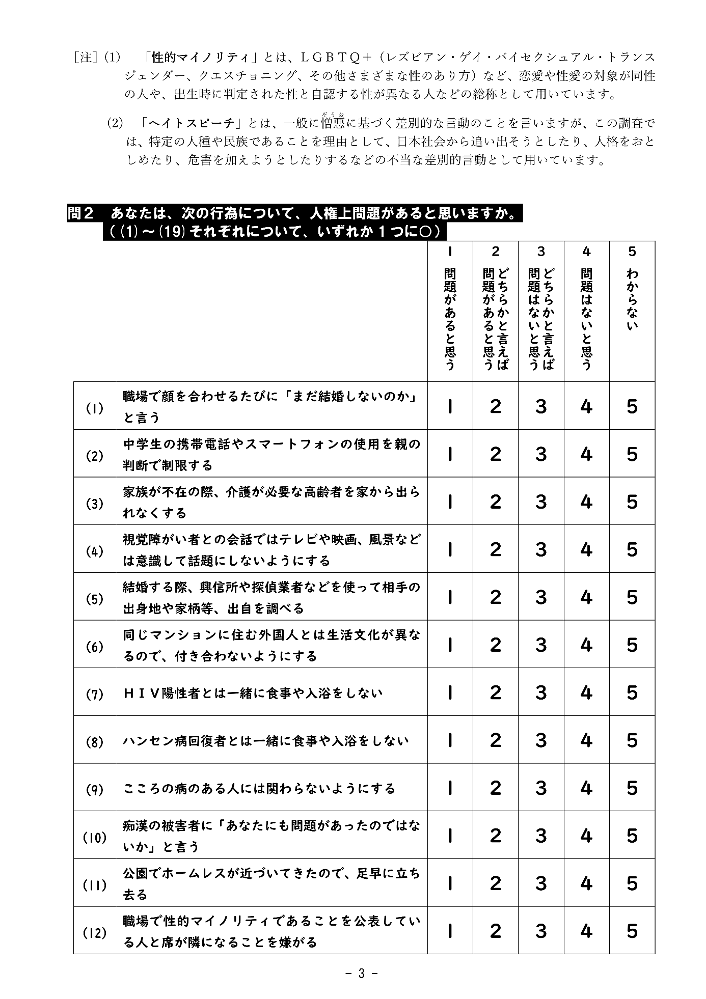 ［注］(1)　「性的マイノリティ」とは、ＬＧＢＴＱ＋（レズビアン・ゲイ・バイセクシュアル・トランス
ジェンダー、クエスチョニング、その他さまざまな性のあり方）など、恋愛や性愛の対象が同性
の人や、出生時に判定された性と自認する性が異なる人などの総称として用いています。
ぞうお
(2)　「ヘイトスピーチ」とは、一般に憎悪に基づく差別的な言動のことを言いますが、この調査で
は、特定の人種や民族であることを理由として、日本社会から追い出そうとしたり、人格をおと
しめたり、危害を加えようとしたりするなどの不当な差別的言動として用いています。
問２　あなたは、次の行為について、人権上問題があると思いますか。
（(1)～(19)それぞれについて、いずれか１つに○）
1 問題があると思う
2 どちらかと言えば
問題があると思う
3 どちらかと言えば
問題はないと思う
4 問題はないと思う
5 わからない
(1) 職場で顔を合わせるたびに「まだ結婚しないのか」
と言う
1 2 3 4 5
(2) 中学生の携帯電話やスマートフォンの使用を親の
判断で制限する
1 2 3 4 5
(3) 家族が不在の際、介護が必要な高齢者を家から出ら
れなくする
1 2 3 4 5
(4) 視覚障がい者との会話ではテレビや映画、風景など
は意識して話題にしないようにする
1 2 3 4 5
(5) 結婚する際、興信所や探偵業者などを使って相手の
出身地や家柄等、出自を調べる
1 2 3 4 5
(6) 同じマンションに住む外国人とは生活文化が異な
るので、付き合わないようにする
1 2 3 4 5
(7) ＨＩＶ陽性者とは一緒に食事や入浴をしない 1 2 3 4 5
(8) ハンセン病回復者とは一緒に食事や入浴をしない 1 2 3 4 5
(9) こころの病のある人には関わらないようにする 1 2 3 4 5
(10) 痴漢の被害者に「あなたにも問題があったのではな
いか」と言う
1 2 3 4 5
(11) 公園でホームレスが近づいてきたので、足早に立ち
去る
1 2 3 4 5
(12) 職場で性的マイノリティであることを公表してい
る人と席が隣になることを嫌がる
1 2 3 4 5
- 3 -